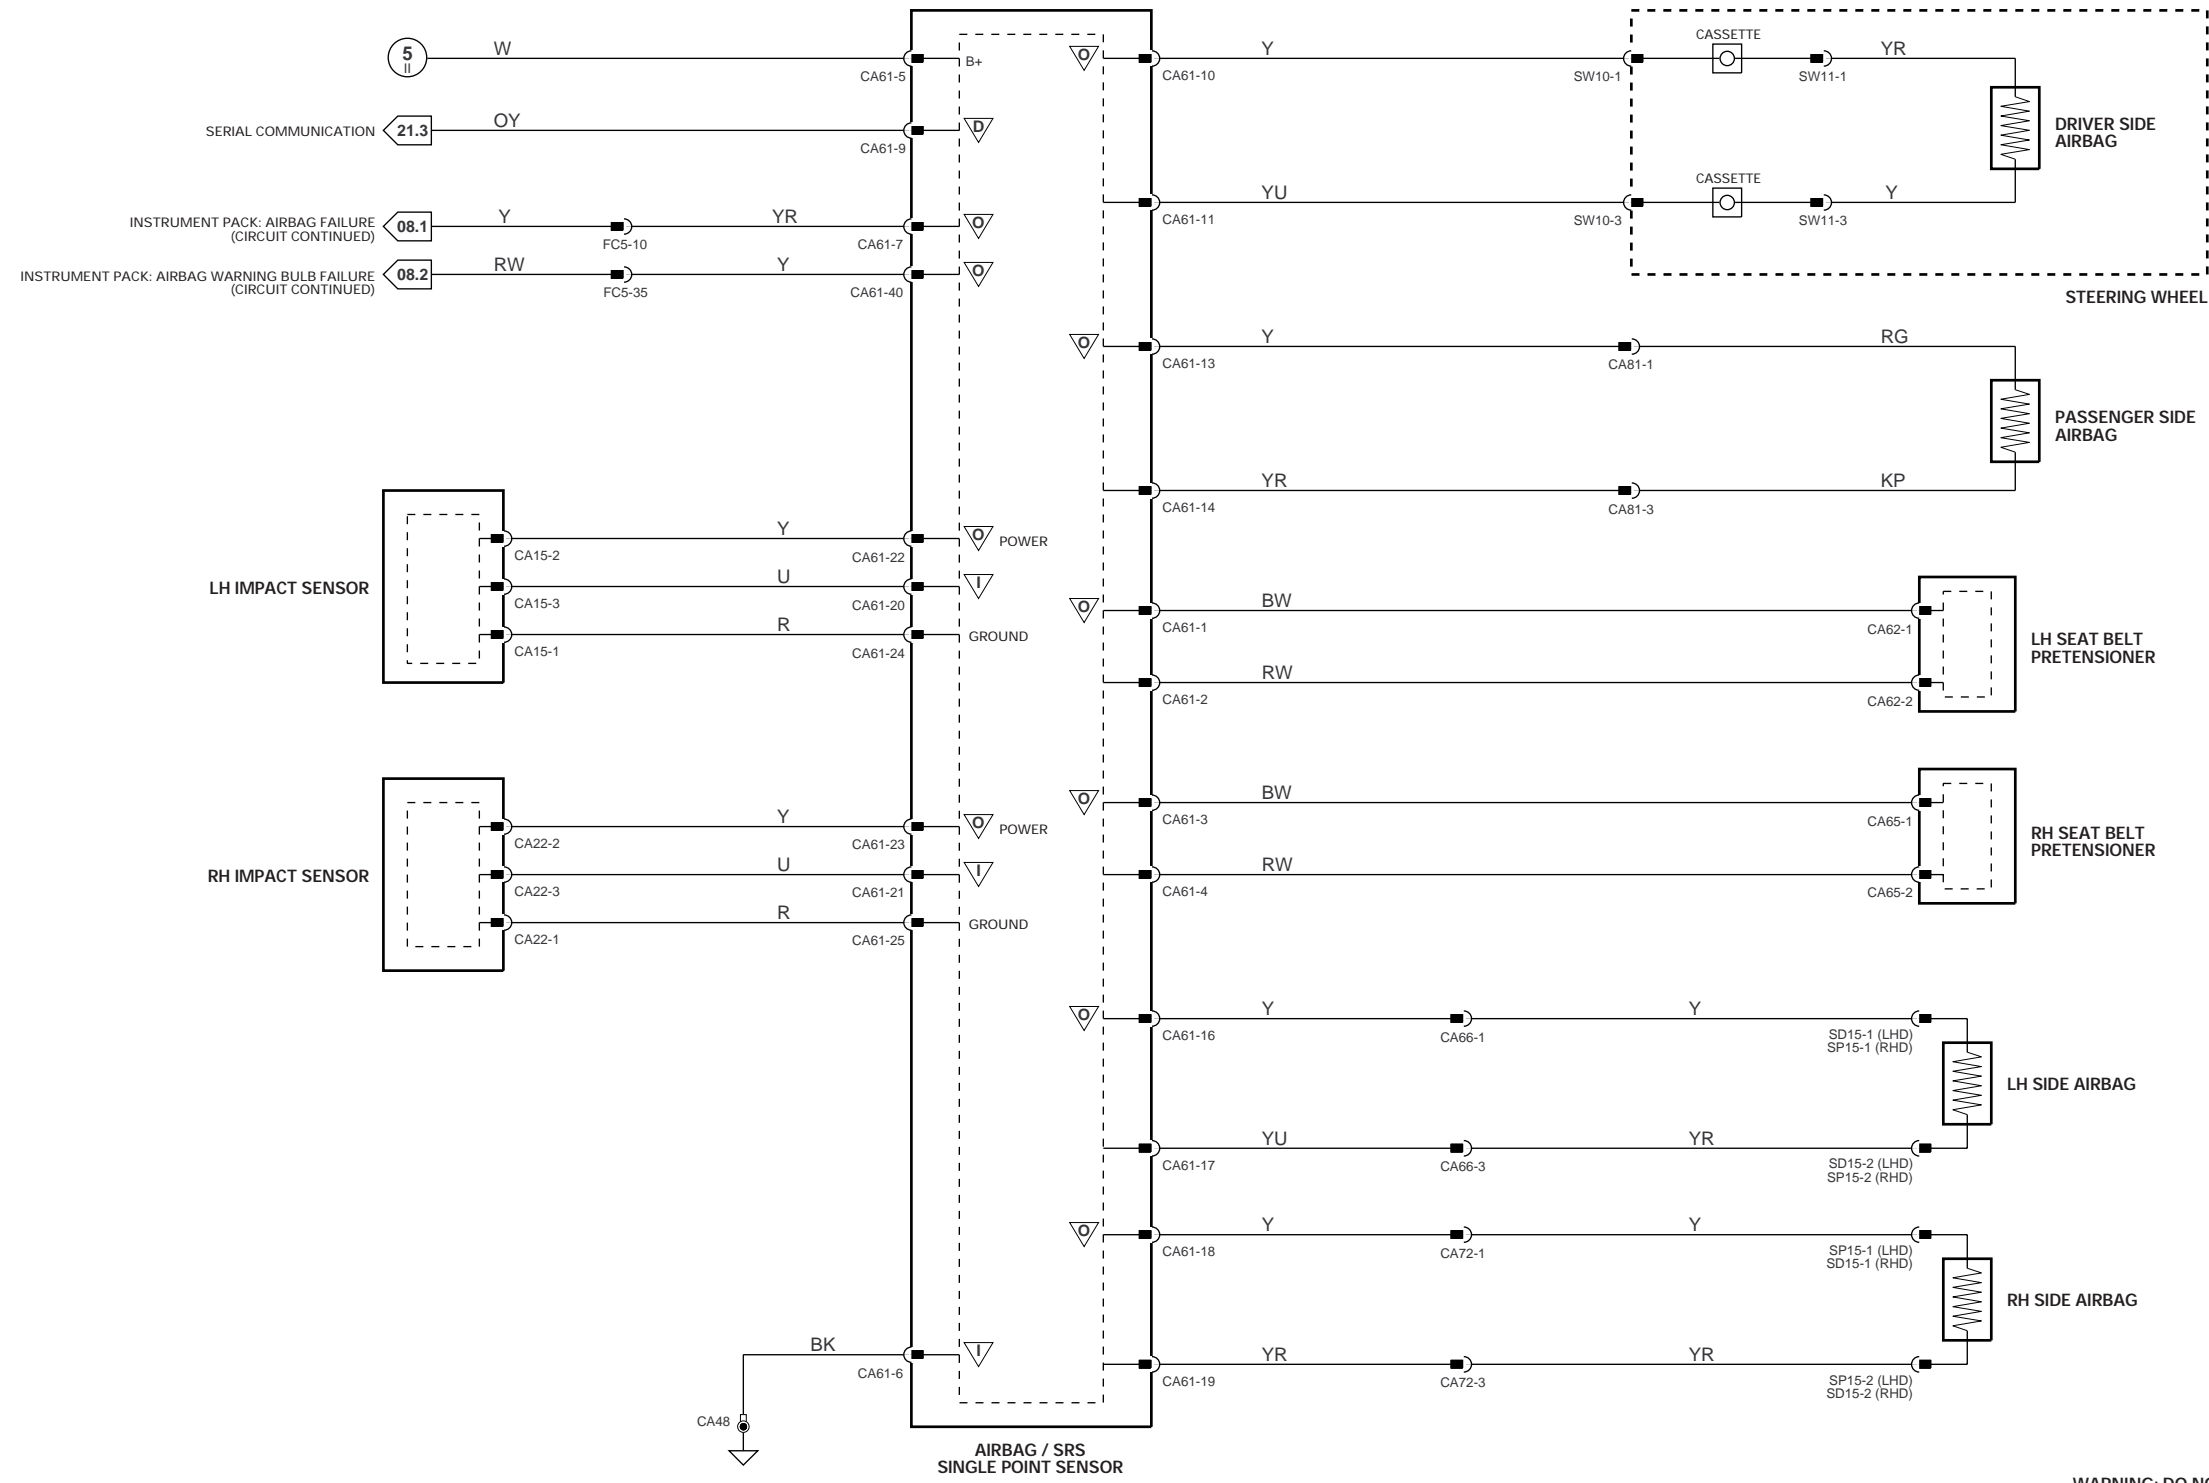 5
II
W
CA61-5
B+
SERIAL COMMUNICATION
21.3
OY
CA61-9
D
INSTRUMENT PACK: AIRBAG FAILURE
(CIRCUIT CONTINUED)
08.1
Y
FC5-10
YR
CA61-7
O
INSTRUMENT PACK: AIRBAG WARNING BULB FAILURE
(CIRCUIT CONTINUED)
08.2
RW
FC5-35
Y
CA61-40
O
LH IMPACT SENSOR
CA15-2
Y
CA61-22
O
POWER
CA15-3
U
CA61-20
I
CA15-1
R
CA61-24
GROUND
RH IMPACT SENSOR
CA22-2
Y
CA61-23
O
POWER
CA22-3
U
CA61-21
I
CA22-1
R
CA61-25
GROUND
BK
CA61-6
I
CA48
AIRBAG / SRS
SINGLE POINT SENSOR
O
CA61-10
Y
SW10-1
CASSETTE
SW11-1
YR
DRIVER SIDE
AIRBAG
CA61-11
YU
SW10-3
CASSETTE
SW11-3
Y
STEERING WHEEL
O
CA61-13
Y
CA81-1
RG
PASSENGER SIDE
AIRBAG
CA61-14
YR
CA81-3
KP
O
CA61-1
BW
CA62-1
LH SEAT BELT
PRETENSIONER
CA61-2
RW
CA62-2
O
CA61-3
BW
CA65-1
RH SEAT BELT
PRETENSIONER
CA61-4
RW
CA65-2
O
CA61-16
Y
CA66-1
Y
SD15-1 (LHD)
SP15-1 (RHD)
LH SIDE AIRBAG
CA61-17
YU
CA66-3
YR
SD15-2 (LHD)
SP15-2 (RHD)
O
CA61-18
Y
CA72-1
Y
SP15-1 (LHD)
SD15-1 (RHD)
RH SIDE AIRBAG
CA61-19
YR
CA72-3
YR
SP15-2 (LHD)
SD15-2 (RHD)